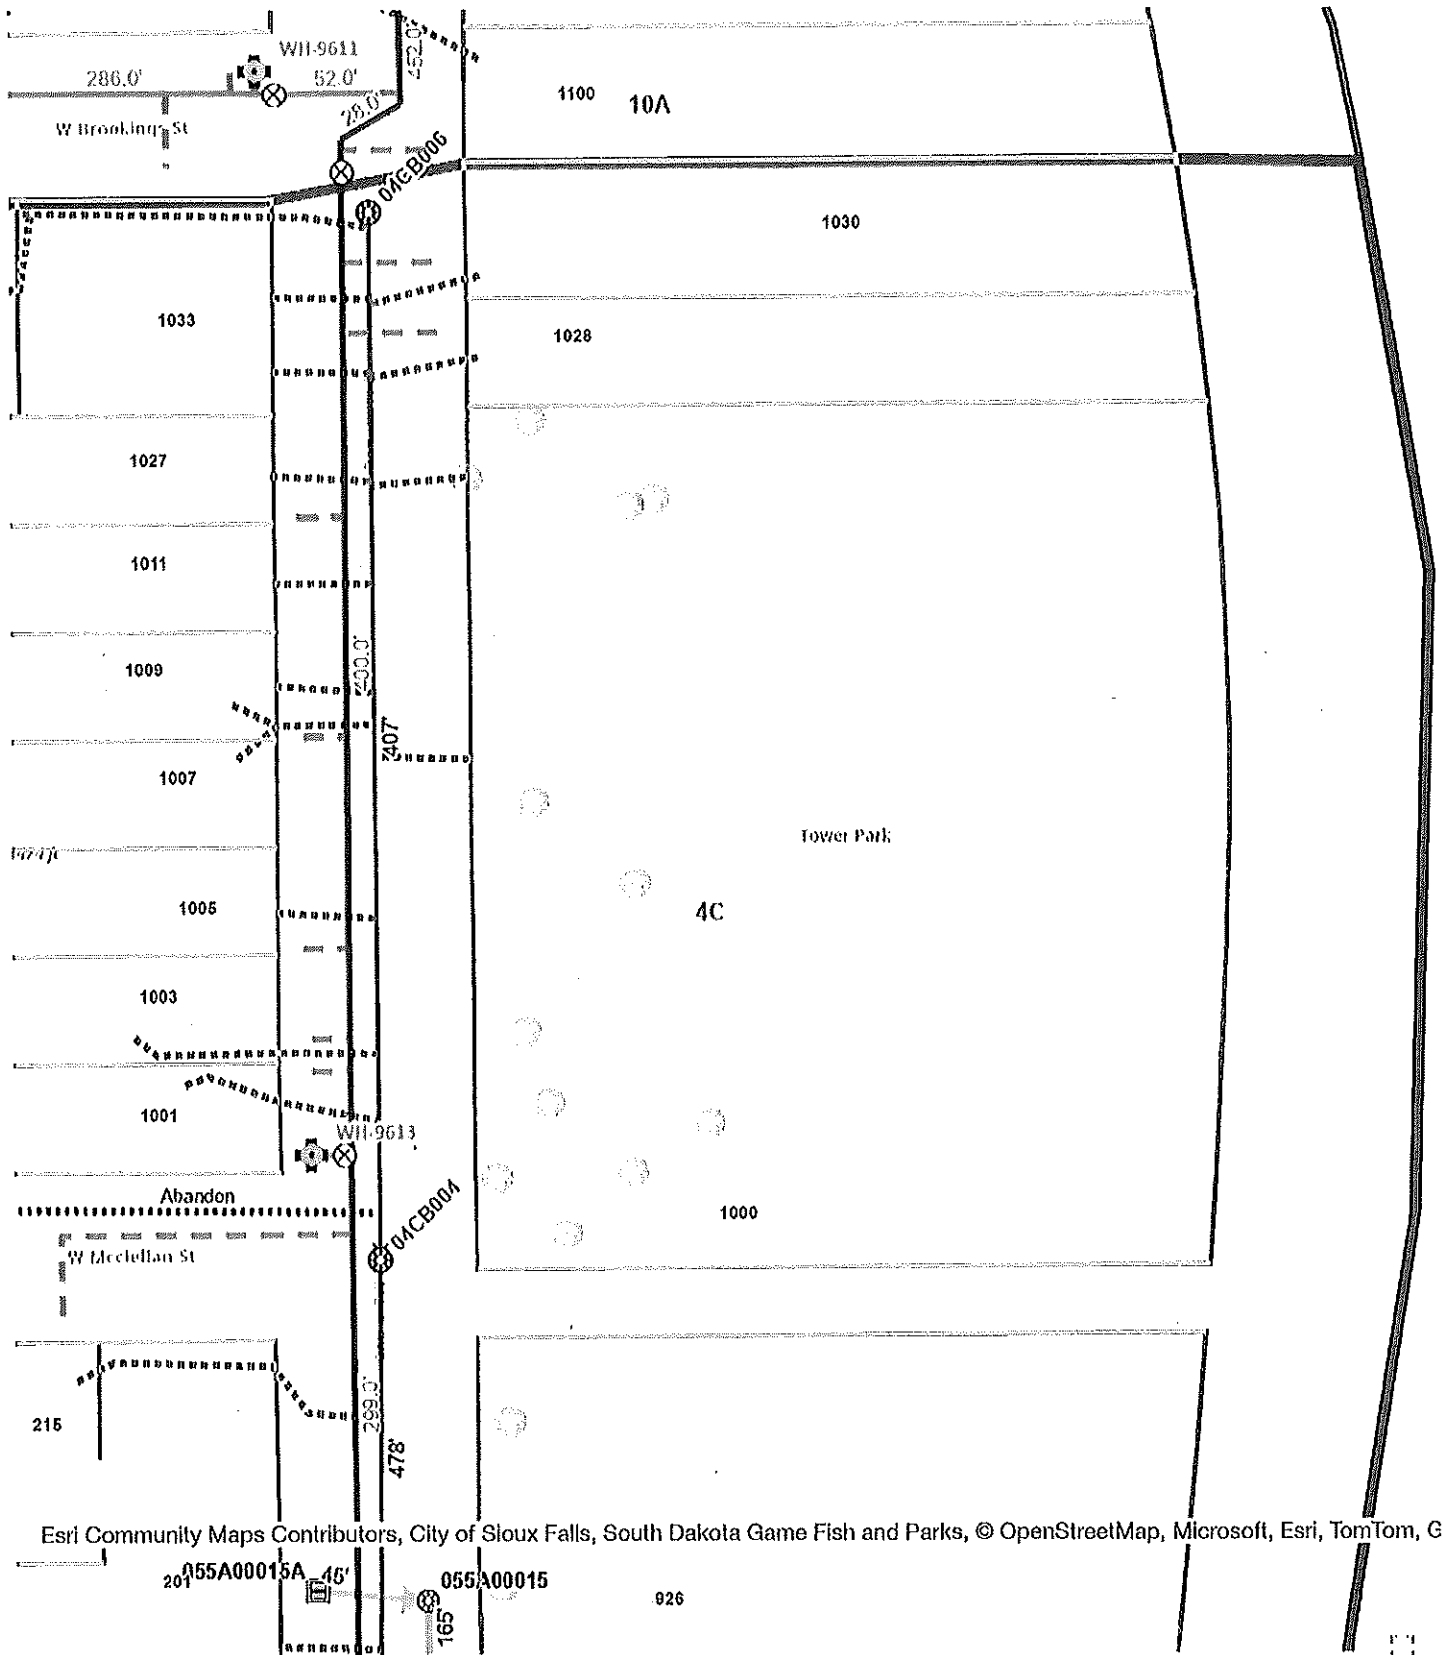 WH-9611
286.0'
52.0'
452.0'
28.0'
W Brookings St
1100
10A
04CB006
1030
1033
1028
1027
1011
1009
400.0'
407'
1007
Tower Park
1005
4C
1003
1001
WH-9613
Abandon
04CB004
1000
W Mcclellan St
215
299.0'
478'
Esri Community Maps Contributors, City of Sioux Falls, South Dakota Game Fish and Parks, © OpenStreetMap, Microsoft, Esri, TomTom, G
201
055A00015A
46'
055A00015
926
165'